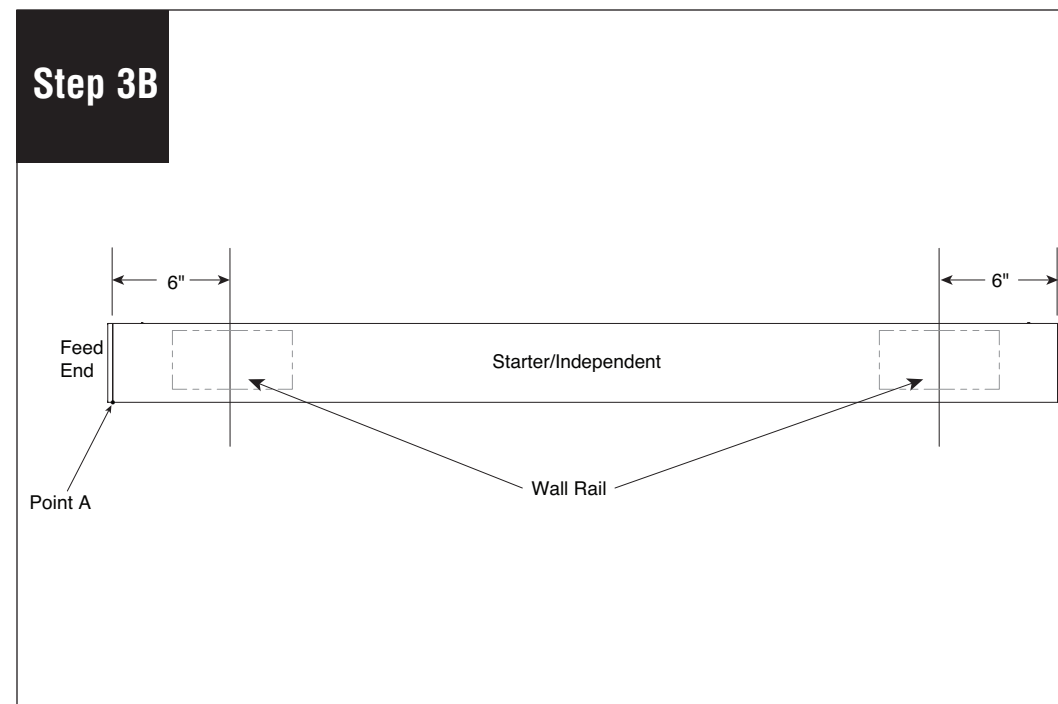 Step 3B
6"
6"
Feed
End
Starter/Independent
Wall Rail
Point A